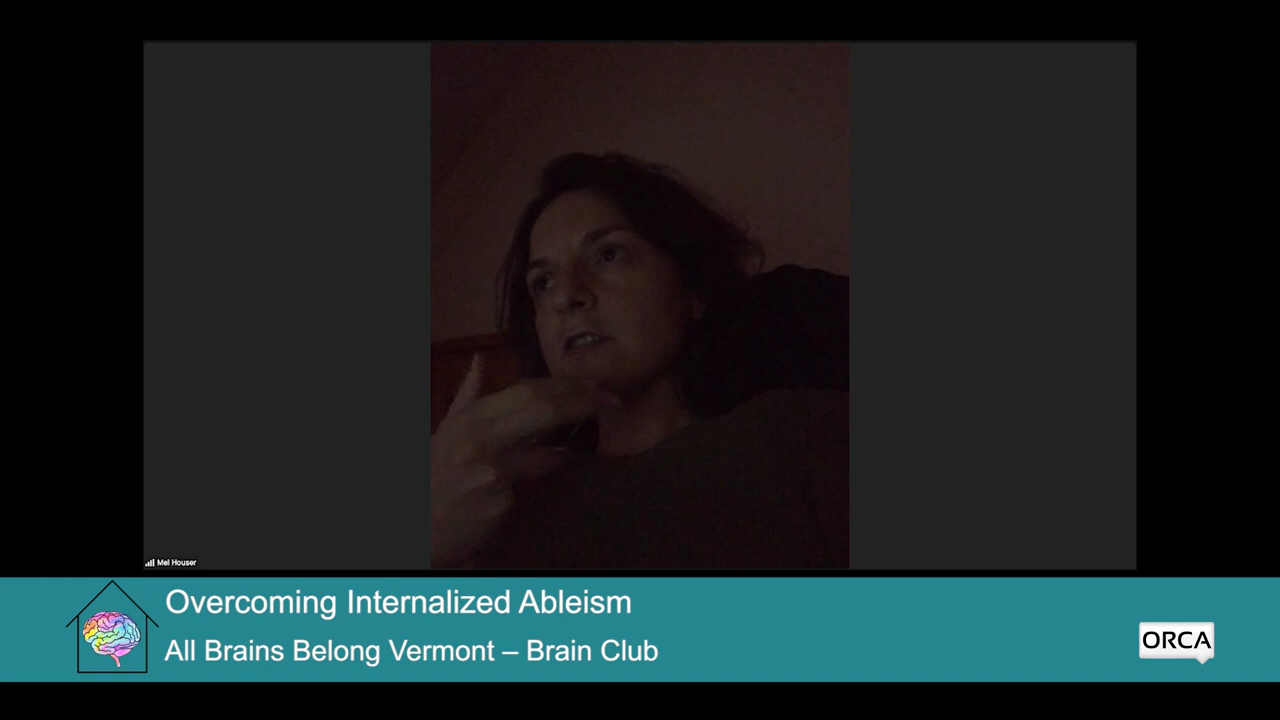 Mel Houser
Overcoming Internalized Ableism
All Brains Belong Vermont – Brain Club
ORCA